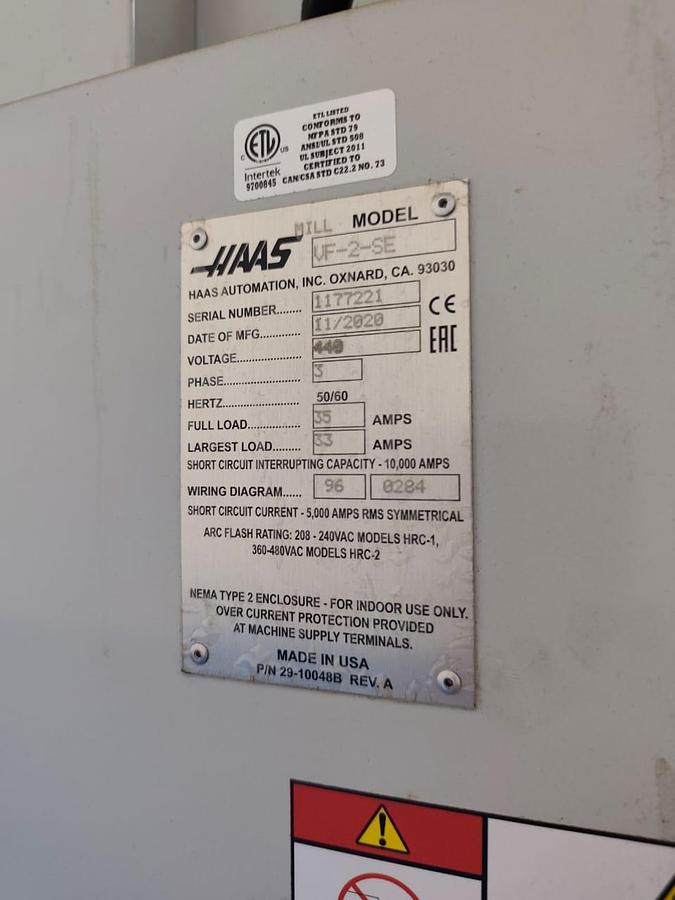 ETL LISTED
CONFORMS TO
NFPA STD 79
ANSI/UL STD 508
UL SUBJECT 2011
CERTIFIED TO
CAN/CSA STD C22.2 NO. 73
C ETL US
Intertek
9700845
MILL MODEL
HAAS VF-2-SE
HAAS AUTOMATION, INC. OXNARD, CA. 93030
SERIAL NUMBER........ 1177221
DATE OF MFG............ 11/2020
VOLTAGE................... 440
PHASE....................... 3
HERTZ....................... 50/60
FULL LOAD................ 35 AMPS
LARGEST LOAD......... 33 AMPS
CE
EAC
SHORT CIRCUIT INTERRUPTING CAPACITY - 10,000 AMPS
WIRING DIAGRAM...... 96 0284
SHORT CIRCUIT CURRENT - 5,000 AMPS RMS SYMMETRICAL
ARC FLASH RATING: 208 - 240VAC MODELS HRC-1,
360-480VAC MODELS HRC-2
NEMA TYPE 2 ENCLOSURE - FOR INDOOR USE ONLY.
OVER CURRENT PROTECTION PROVIDED
AT MACHINE SUPPLY TERMINALS.
MADE IN USA
P/N 29-10048B REV. A